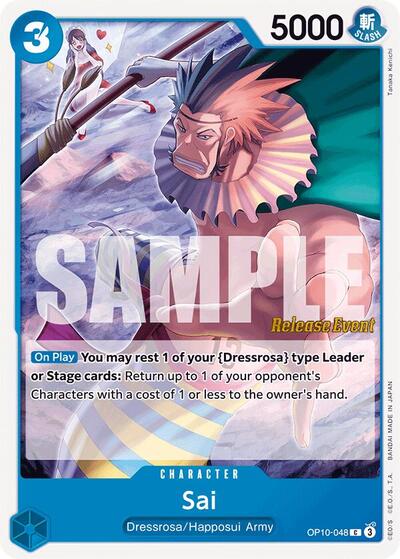 3
5000
斬
SLASH
Tanaka Kenichi
SAMPLE
Release Event
On Play You may rest 1 of your {Dressrosa} type Leader
or Stage cards: Return up to 1 of your opponent's
Characters with a cost of 1 or less to the owner's hand.
CHARACTER
Sai
Dressrosa/Happosui Army
OP10-048 C 3
©E.O./S. ©E.O./S., T.A. BANDAI MADE IN JAPAN